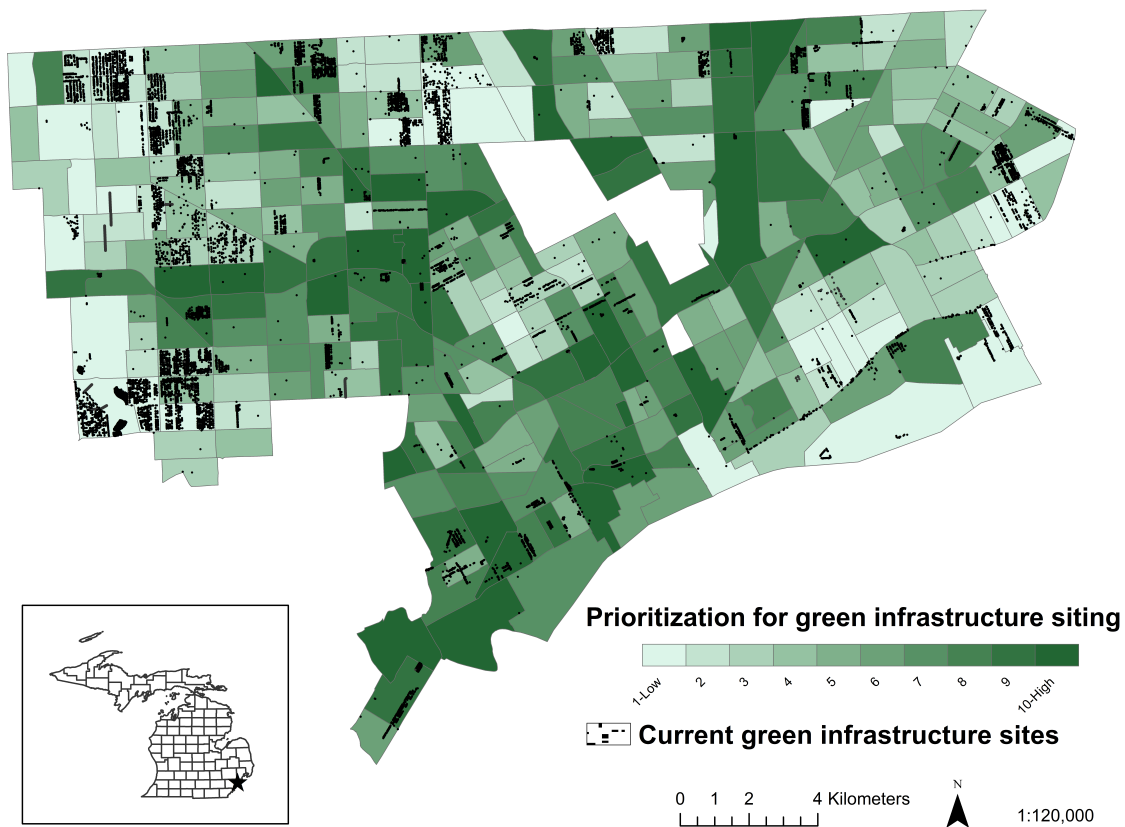 Prioritization for green infrastructure siting
1-Low 2 3 4 5 6 7 8 9 10-High
Current green infrastructure sites
N
0 1 2 4 Kilometers
1:120,000